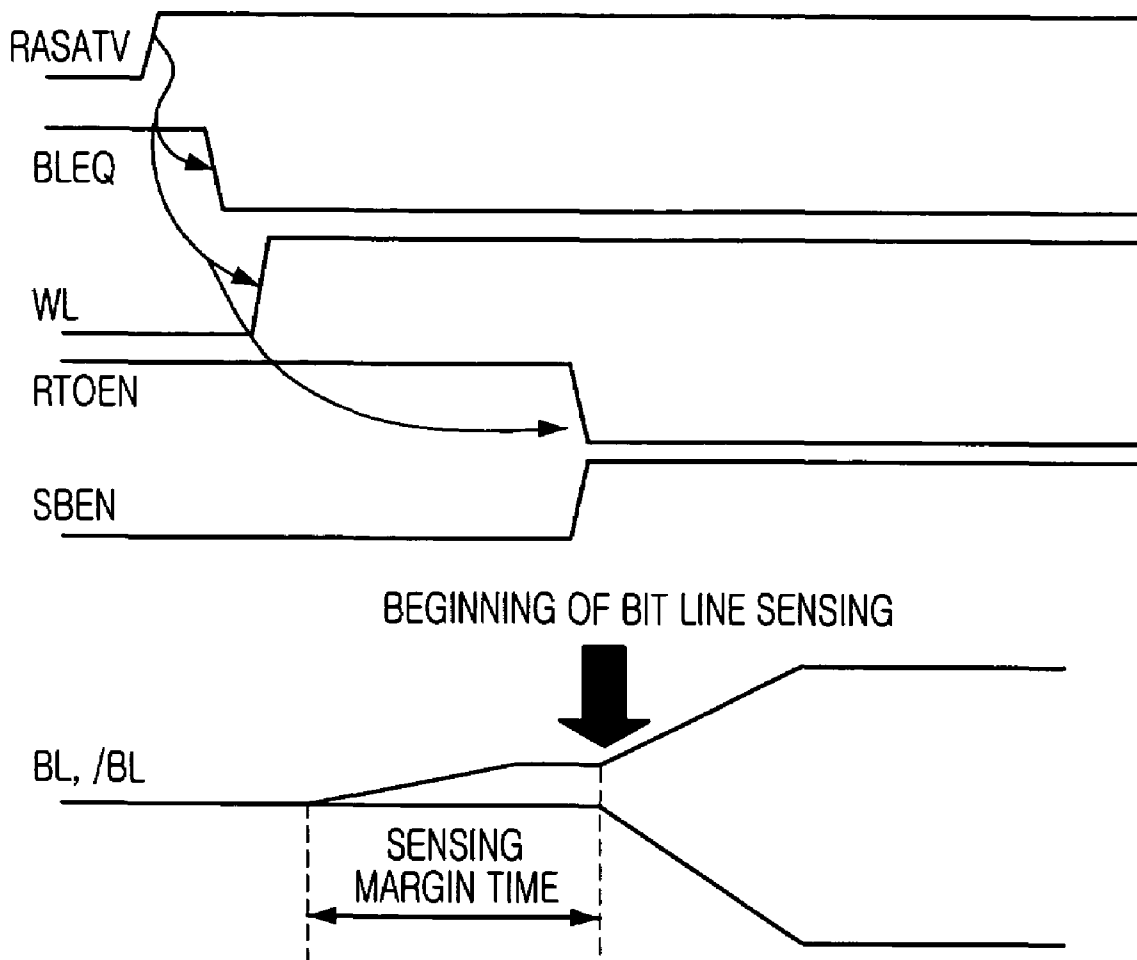 RASATV
BLEQ
WL
RTOEN
SBEN
BEGINNING OF BIT LINE SENSING
BL, /BL
SENSING
MARGIN TIME